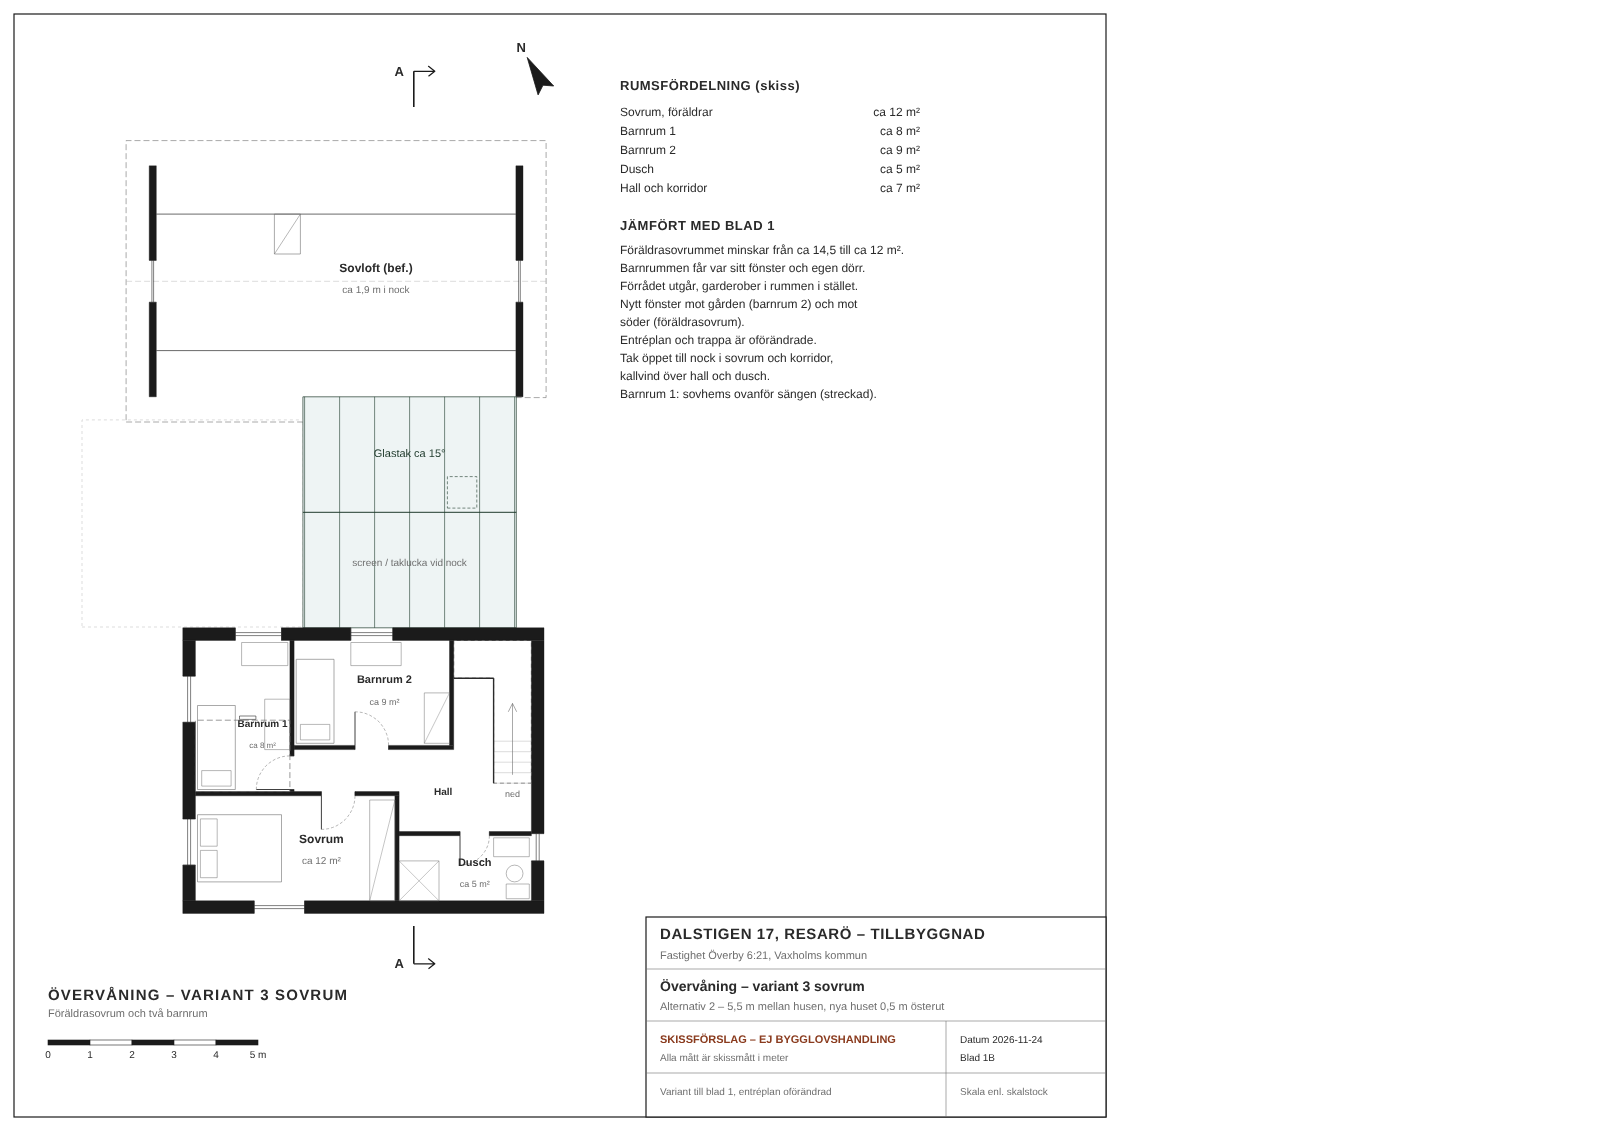 N
A
RUMSFÖRDELNING (skiss)
Sovrum, föräldrar ca 12 m²
Barnrum 1 ca 8 m²
Barnrum 2 ca 9 m²
Dusch ca 5 m²
Hall och korridor ca 7 m²
JÄMFÖRT MED BLAD 1
Föräldrasovrummet minskar från ca 14,5 till ca 12 m².
Barnrummen får var sitt fönster och egen dörr.
Förrådet utgår, garderober i rummen i stället.
Nytt fönster mot gården (barnrum 2) och mot
söder (föräldrasovrum).
Entréplan och trappa är oförändrade.
Tak öppet till nock i sovrum och korridor,
kallvind över hall och dusch.
Barnrum 1: sovhems ovanför sängen (streckad).
Sovloft (bef.)
ca 1,9 m i nock
Glastak ca 15°
screen / taklucka vid nock
Barnrum 2
ca 9 m²
Barnrum 1
ca 8 m²
Hall
ned
Sovrum
ca 12 m²
Dusch
ca 5 m²
A
ÖVERVÅNING – VARIANT 3 SOVRUM
Föräldrasovrum och två barnrum
0 1 2 3 4 5 m
DALSTIGEN 17, RESARÖ – TILLBYGGNAD
Fastighet Överby 6:21, Vaxholms kommun
Övervåning – variant 3 sovrum
Alternativ 2 – 5,5 m mellan husen, nya huset 0,5 m österut
SKISSFÖRSLAG – EJ BYGGLOVSHANDLING
Alla mått är skissmått i meter
Datum 2026-11-24
Blad 1B
Variant till blad 1, entréplan oförändrad
Skala enl. skalstock